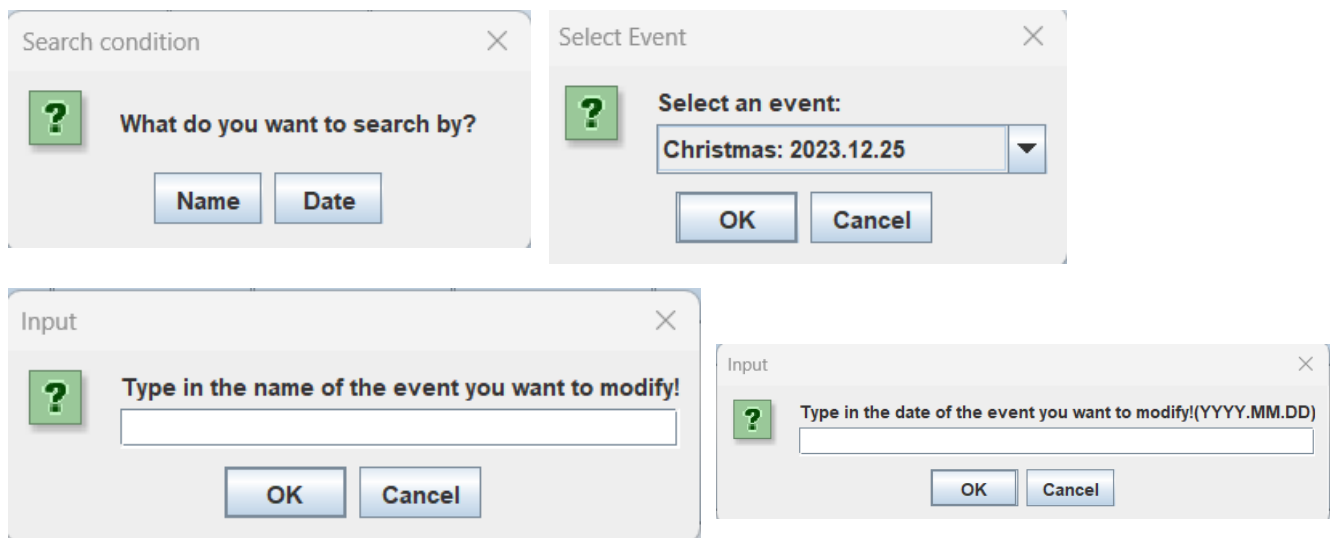 Search condition
What do you want to search by?
Name Date
Select Event
Select an event:
Christmas: 2023.12.25
OK Cancel
Input
Type in the name of the event you want to modify!
OK Cancel
Input
Type in the date of the event you want to modify!(YYYY.MM.DD)
OK Cancel